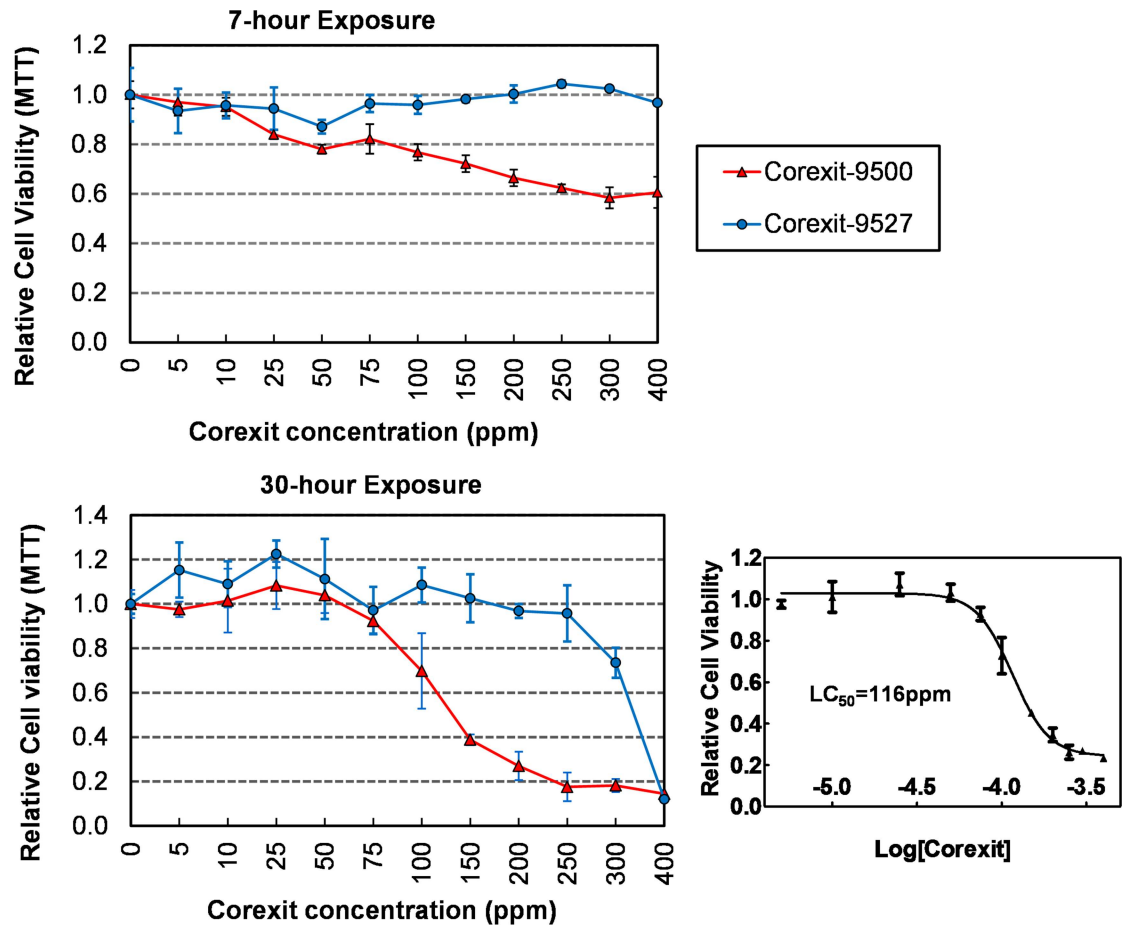 7-hour Exposure
Relative Cell Viability (MTT)
1.2
1.0
0.8
0.6
0.4
0.2
0.0
0 5 10 25 50 75 100 150 200 250 300 400
Corexit concentration (ppm)
Corexit-9500
Corexit-9527
30-hour Exposure
Relative Cell viability (MTT)
1.4
1.2
1.0
0.8
0.6
0.4
0.2
0.0
0 5 10 25 50 75 100 150 200 250 300 400
Corexit concentration (ppm)
Relative Cell Viability
1.2
1.0
0.8
0.6
0.4
0.2
0.0
LC₅₀=116ppm
-5.0 -4.5 -4.0 -3.5
Log[Corexit]